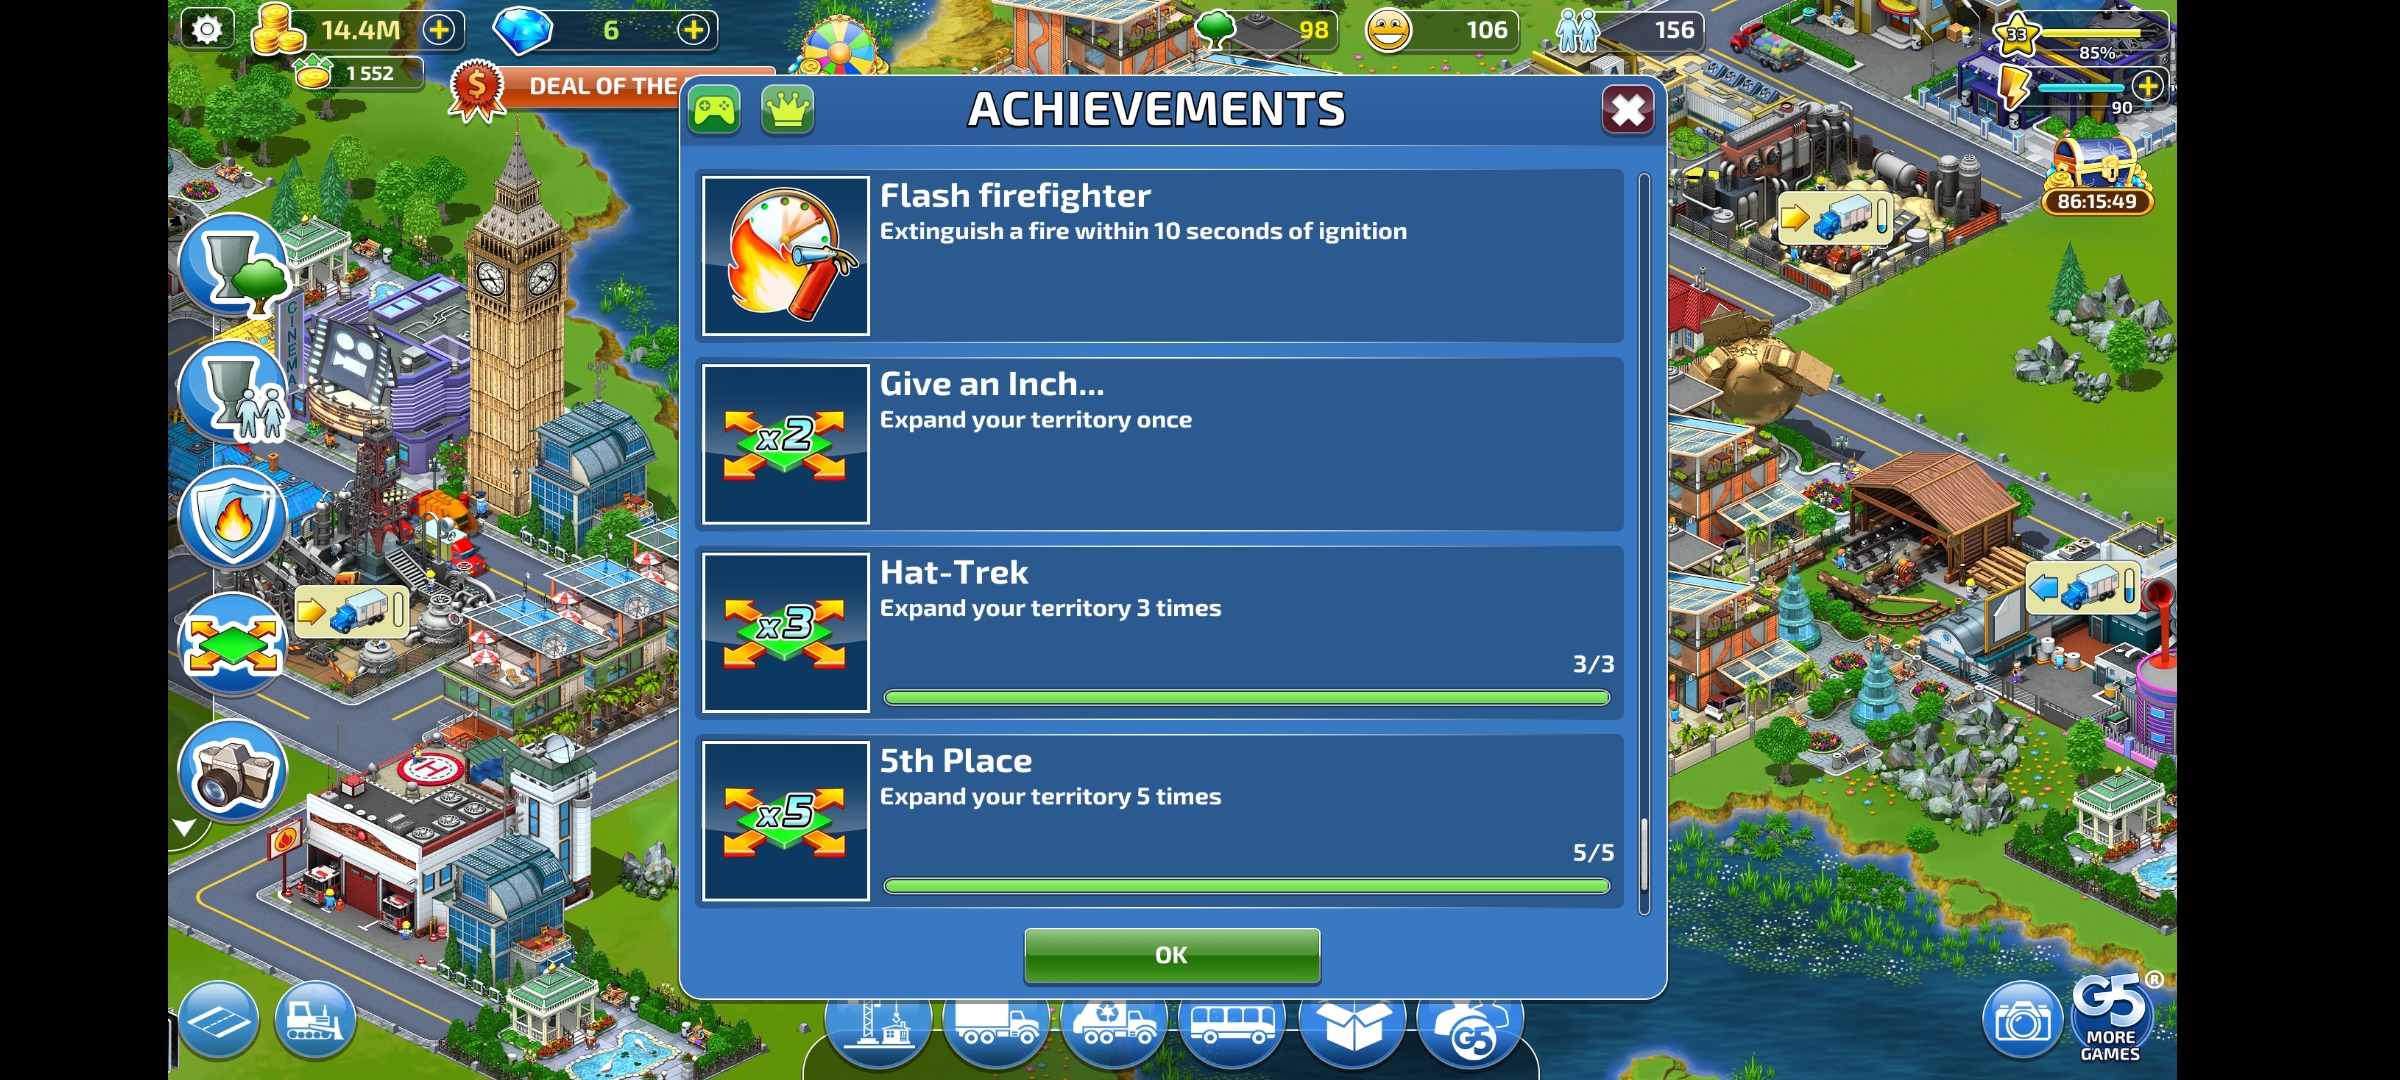 14.4M
6
98
106
156
33
85%
1 552
90
DEAL OF THE
ACHIEVEMENTS
86:15:49
Flash firefighter
Extinguish a fire within 10 seconds of ignition
Give an Inch...
Expand your territory once
x2
Hat-Trek
Expand your territory 3 times
x3
3/3
5th Place
Expand your territory 5 times
x5
5/5
OK
CINEMA
H
G5
G5®
MORE
GAMES